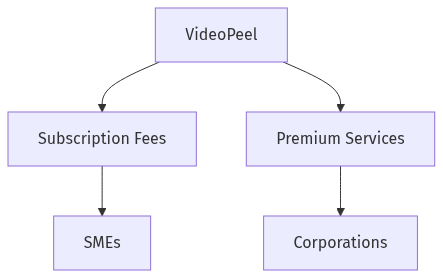 VideoPeel
Subscription Fees
Premium Services
SMEs
Corporations